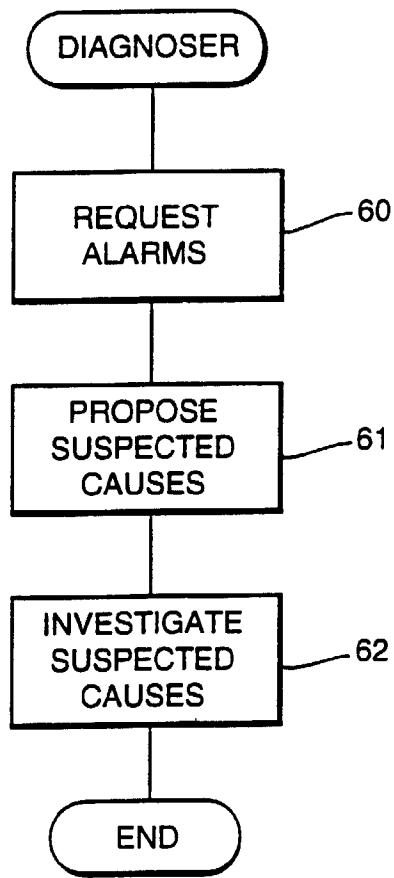 DIAGNOSER
REQUEST
ALARMS
60
PROPOSE
SUSPECTED
CAUSES
61
INVESTIGATE
SUSPECTED
CAUSES
62
END